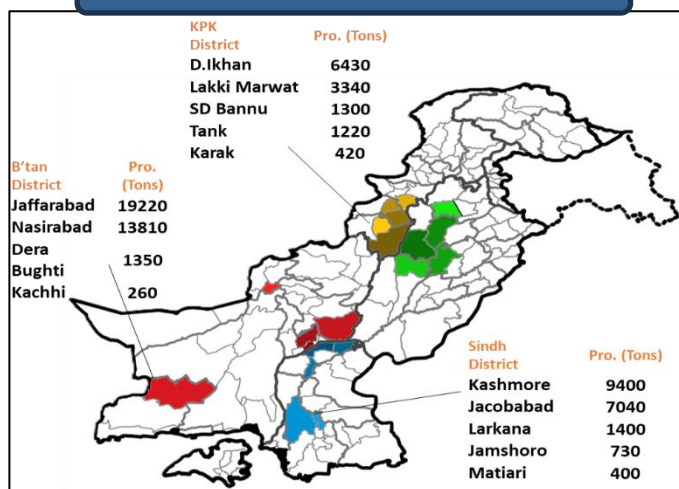 KPK
District Pro. (Tons)
D.Ikhan 6430
Lakki Marwat 3340
SD Bannu 1300
Tank 1220
Karak 420
B'tan Pro.
District (Tons)
Jaffarabad 19220
Nasirabad 13810
Dera
Bughti 1350
Kachhi 260
Sindh
District Pro. (Tons)
Kashmore 9400
Jacobabad 7040
Larkana 1400
Jamshoro 730
Matiari 400